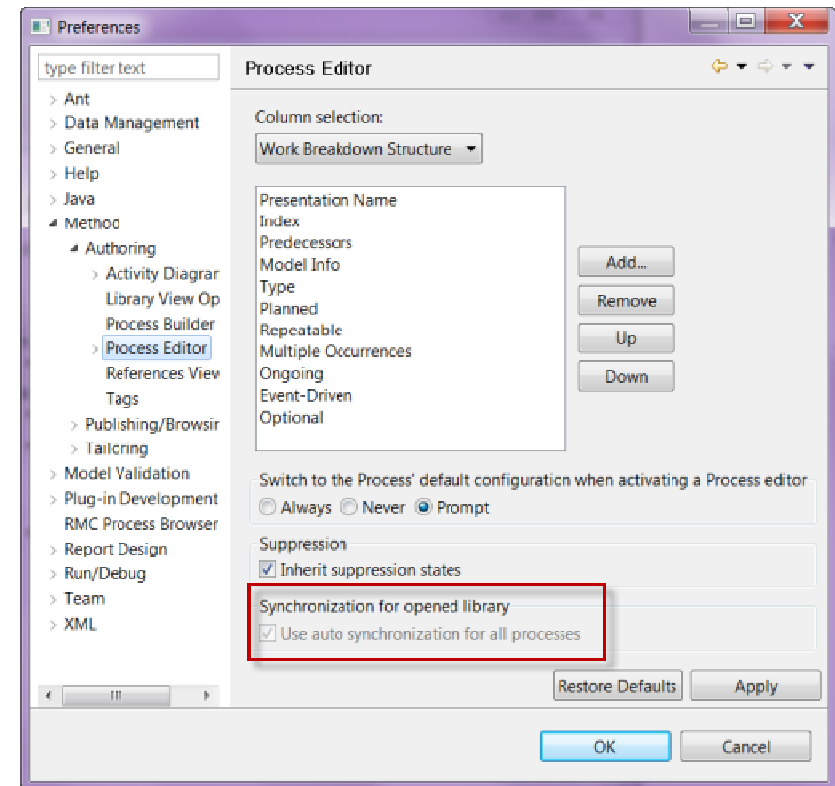 Preferences
type filter text
Ant
Data Management
General
Help
Java
Method
Authoring
Activity Diagrar
Library View Op
Process Builder
Process Editor
References View
Tags
Publishing/Browsir
Tailoring
Model Validation
Plug-in Development
RMC Process Browser
Report Design
Run/Debug
Team
XML
Process Editor
Column selection:
Work Breakdown Structure
Presentation Name
Index
Predecessors
Model Info
Type
Planned
Repeatable
Multiple Occurrences
Ongoing
Event-Driven
Optional
Add...
Remove
Up
Down
Switch to the Process' default configuration when activating a Process editor
Always Never Prompt
Suppression
Inherit suppression states
Synchronization for opened library
Use auto synchronization for all processes
Restore Defaults Apply
OK Cancel